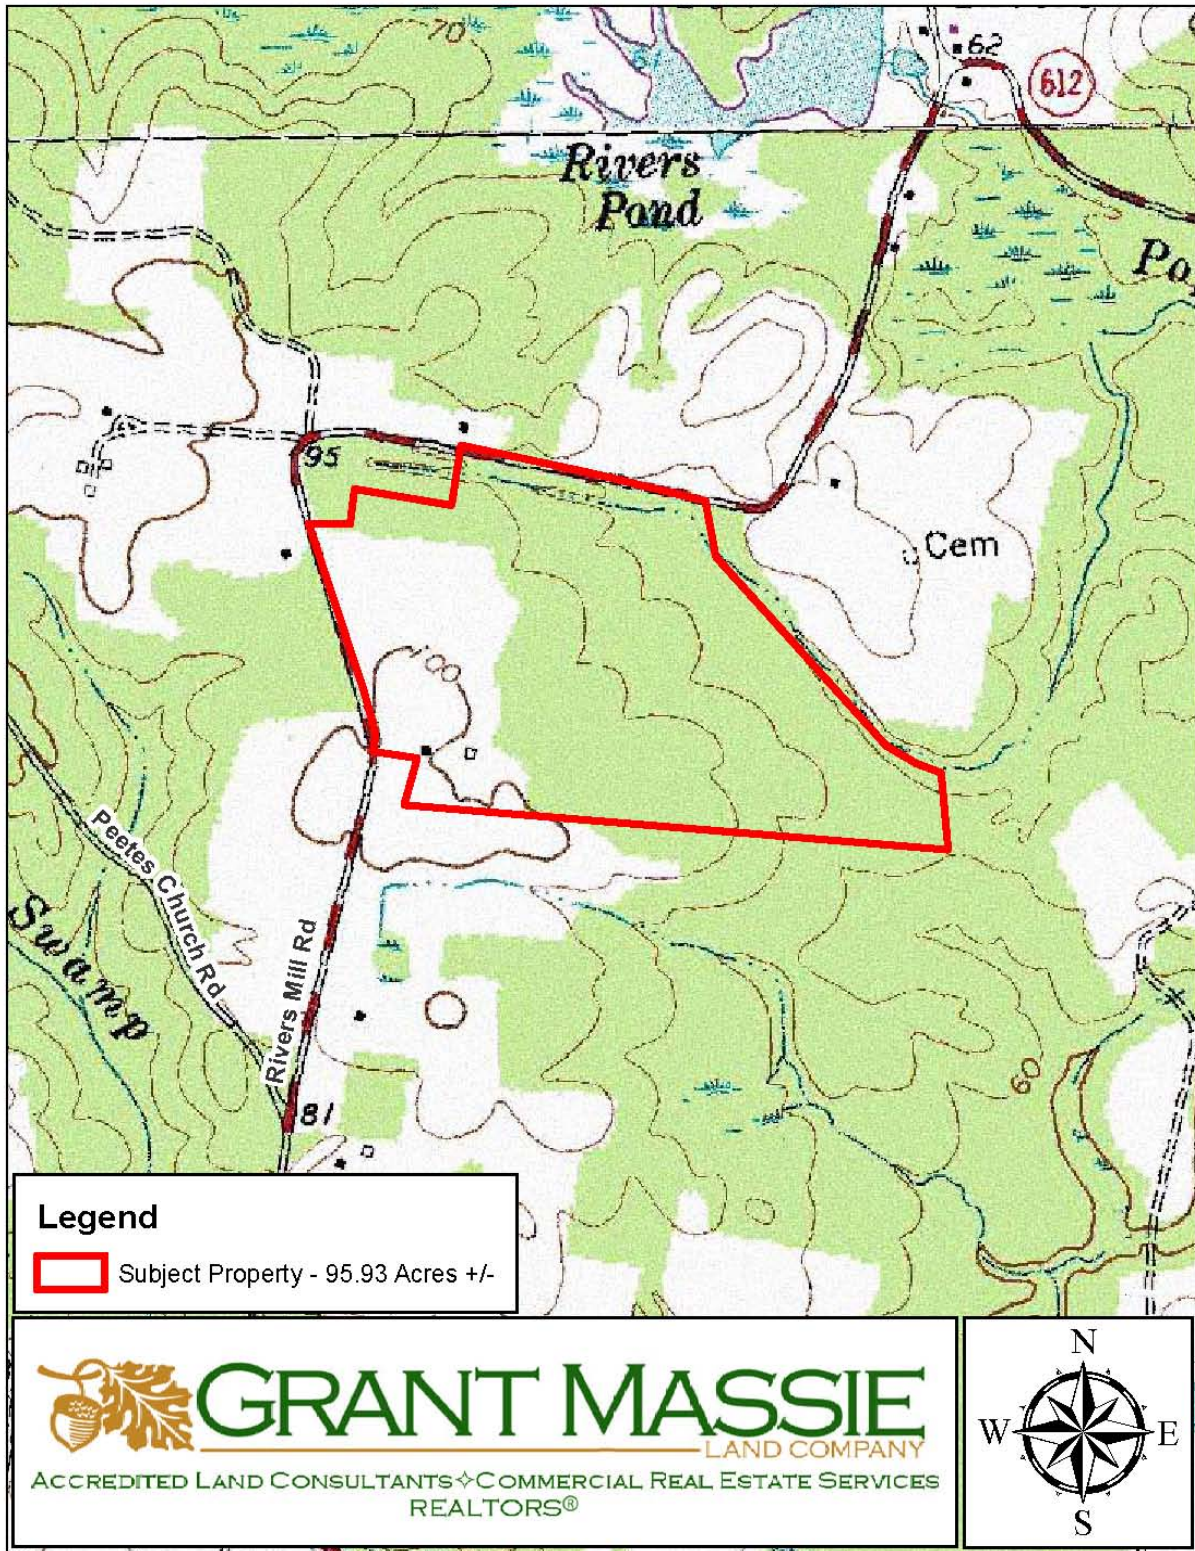 70
62
612
Rivers
Pond
95
Cem
100
Peetes Church Rd
Swamp
Rivers Mill Rd
60
81
Legend
Subject Property - 95.93 Acres +/-
GRANT MASSIE
LAND COMPANY
ACCREDITED LAND CONSULTANTS✧COMMERCIAL REAL ESTATE SERVICES
REALTORS®
N
W
E
S